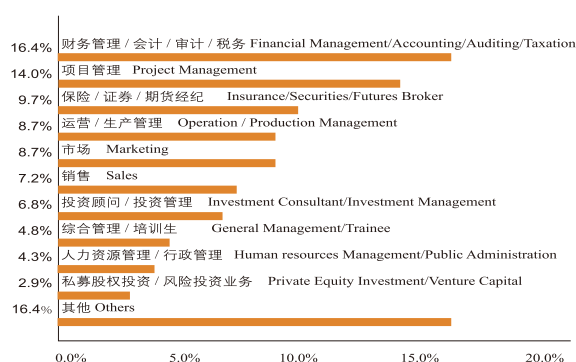 16.4% 财务管理 / 会计 / 审计 / 税务 Financial Management/Accounting/Auditing/Taxation
14.0% 项目管理 Project Management
9.7% 保险 / 证券 / 期货经纪 Insurance/Securities/Futures Broker
8.7% 运营 / 生产管理 Operation / Production Management
8.7% 市场 Marketing
7.2% 销售 Sales
6.8% 投资顾问 / 投资管理 Investment Consultant/Investment Management
4.8% 综合管理 / 培训生 General Management/Trainee
4.3% 人力资源管理 / 行政管理 Human resources Management/Public Administration
2.9% 私募股权投资 / 风险投资业务 Private Equity Investment/Venture Capital
16.4% 其他 Others
0.0% 5.0% 10.0% 15.0% 20.0%